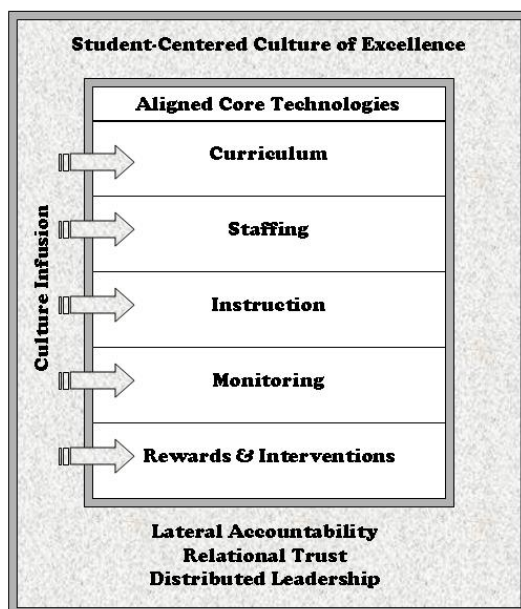 Student-Centered Culture of Excellence
Aligned Core Technologies
Culture Infusion
Curriculum
Staffing
Instruction
Monitoring
Rewards & Interventions
Lateral Accountability
Relational Trust
Distributed Leadership